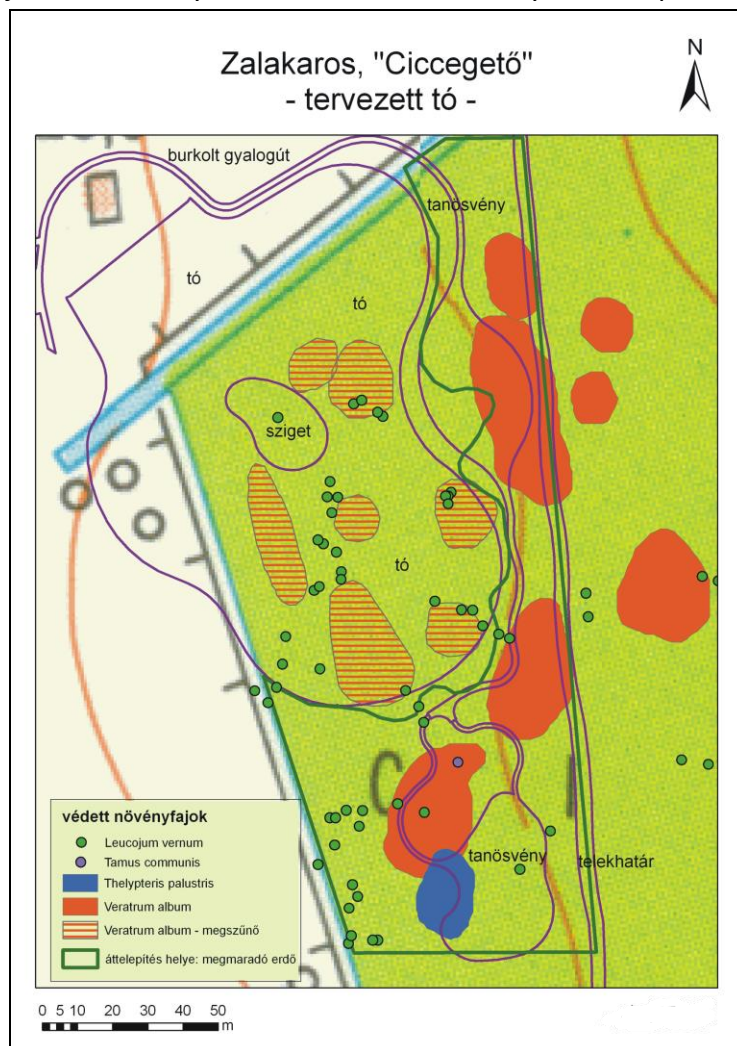 Zalakaros, "Ciccegető"
- tervezett tó -
N
burkolt gyalogút
tanösvény
tó
tó
sziget
tó
tanösvény
telekhatár
védett növényfajok
Leucojum vernum
Tamus communis
Thelypteris palustris
Veratrum album
Veratrum album - megszűnő
áttelepítés helye: megmaradó erdő
0 5 10 20 30 40 50
m